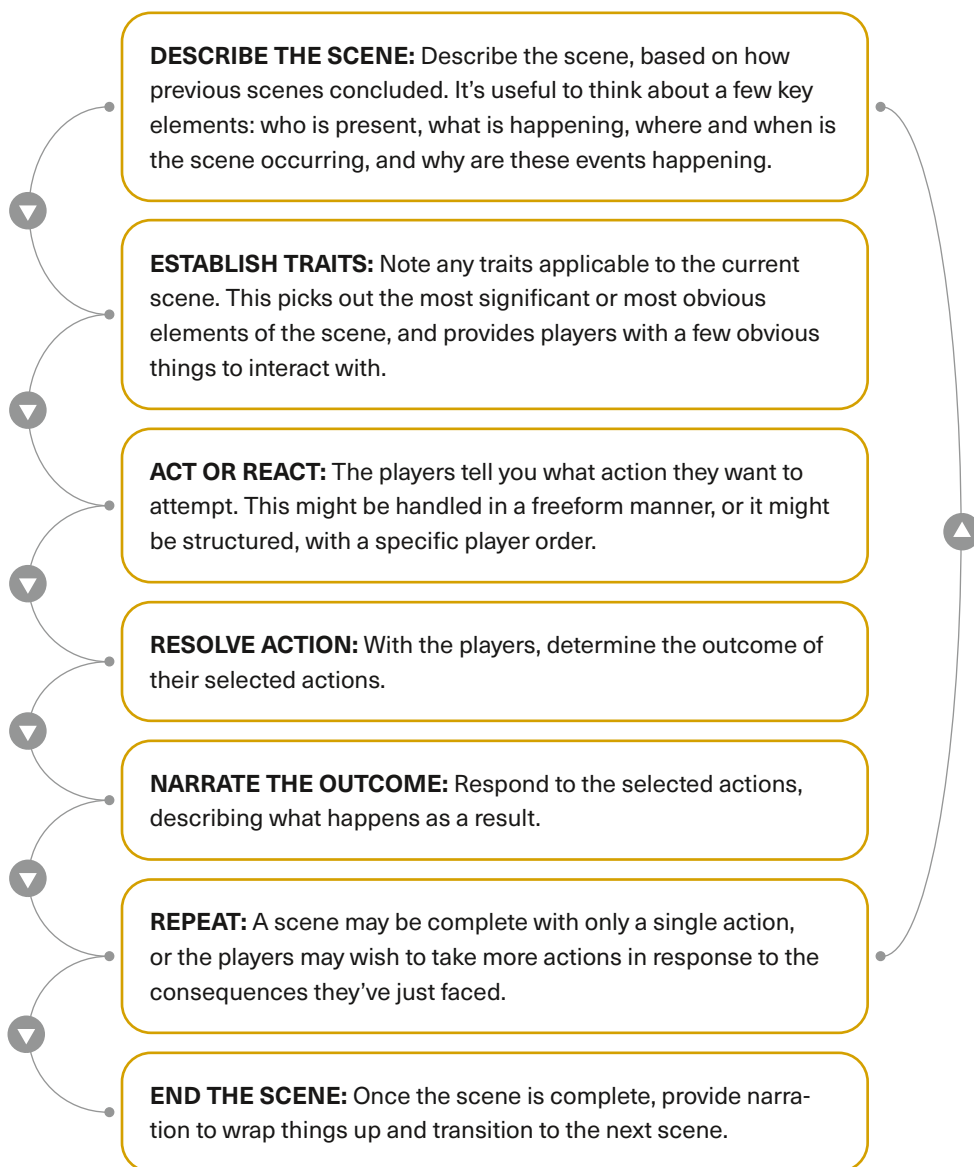 DESCRIBE THE SCENE: Describe the scene, based on how
previous scenes concluded. It’s useful to think about a few key
elements: who is present, what is happening, where and when is
the scene occurring, and why are these events happening.
ESTABLISH TRAITS: Note any traits applicable to the current
scene. This picks out the most significant or most obvious
elements of the scene, and provides players with a few obvious
things to interact with.
ACT OR REACT: The players tell you what action they want to
attempt. This might be handled in a freeform manner, or it might
be structured, with a specific player order.
RESOLVE ACTION: With the players, determine the outcome of
their selected actions.
NARRATE THE OUTCOME: Respond to the selected actions,
describing what happens as a result.
REPEAT: A scene may be complete with only a single action,
or the players may wish to take more actions in response to the
consequences they’ve just faced.
END THE SCENE: Once the scene is complete, provide narra-
tion to wrap things up and transition to the next scene.